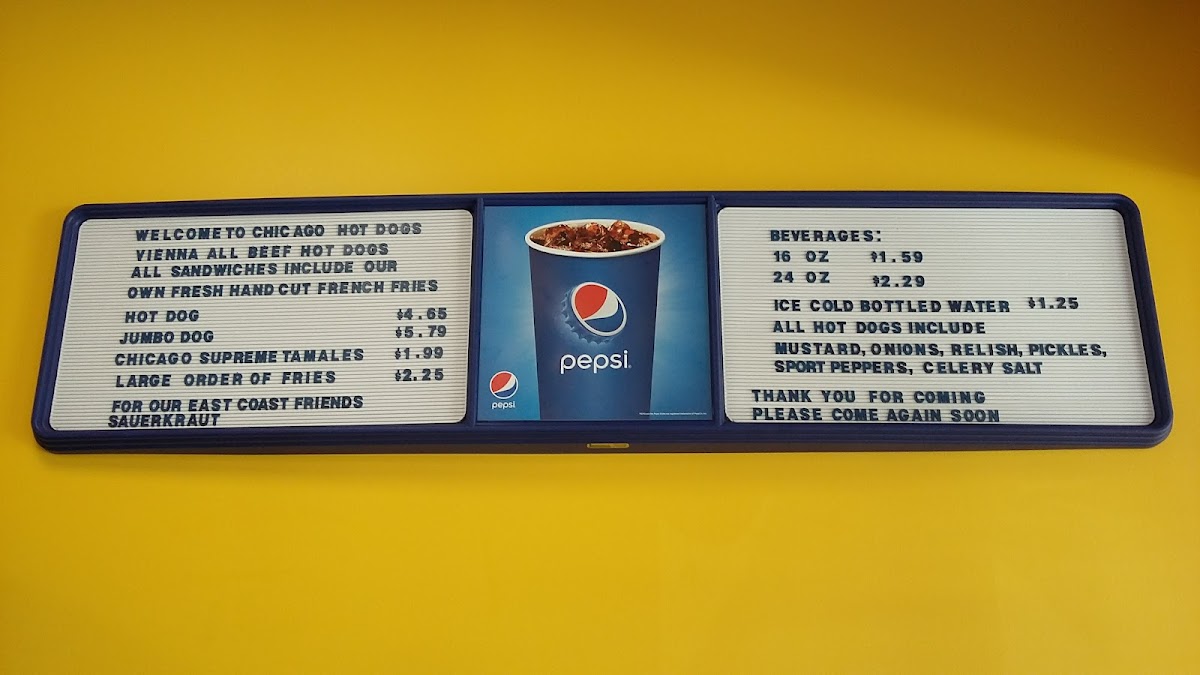 WELCOME TO CHICAGO HOT DOGS
VIENNA ALL BEEF HOT DOGS
ALL SANDWICHES INCLUDE OUR
OWN FRESH HAND CUT FRENCH FRIES
HOT DOG $4.65
JUMBO DOG $5.79
CHICAGO SUPREME TAMALES $1.99
LARGE ORDER OF FRIES $2.25
FOR OUR EAST COAST FRIENDS
SAUERKRAUT
pepsi
pepsi
BEVERAGES:
16 OZ $1.59
24 OZ $2.29
ICE COLD BOTTLED WATER $1.25
ALL HOT DOGS INCLUDE
MUSTARD, ONIONS, RELISH, PICKLES,
SPORT PEPPERS, CELERY SALT
THANK YOU FOR COMING
PLEASE COME AGAIN SOON